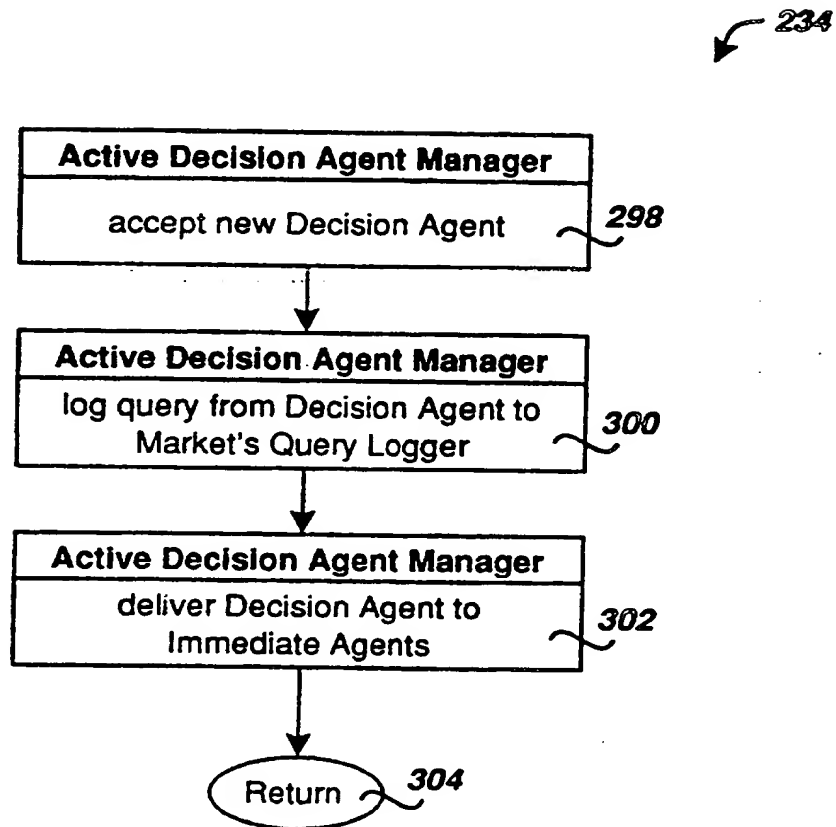 234
Active Decision Agent Manager
accept new Decision Agent
298
Active Decision Agent Manager
log query from Decision Agent to
Market's Query Logger
300
Active Decision Agent Manager
deliver Decision Agent to
Immediate Agents
302
Return
304